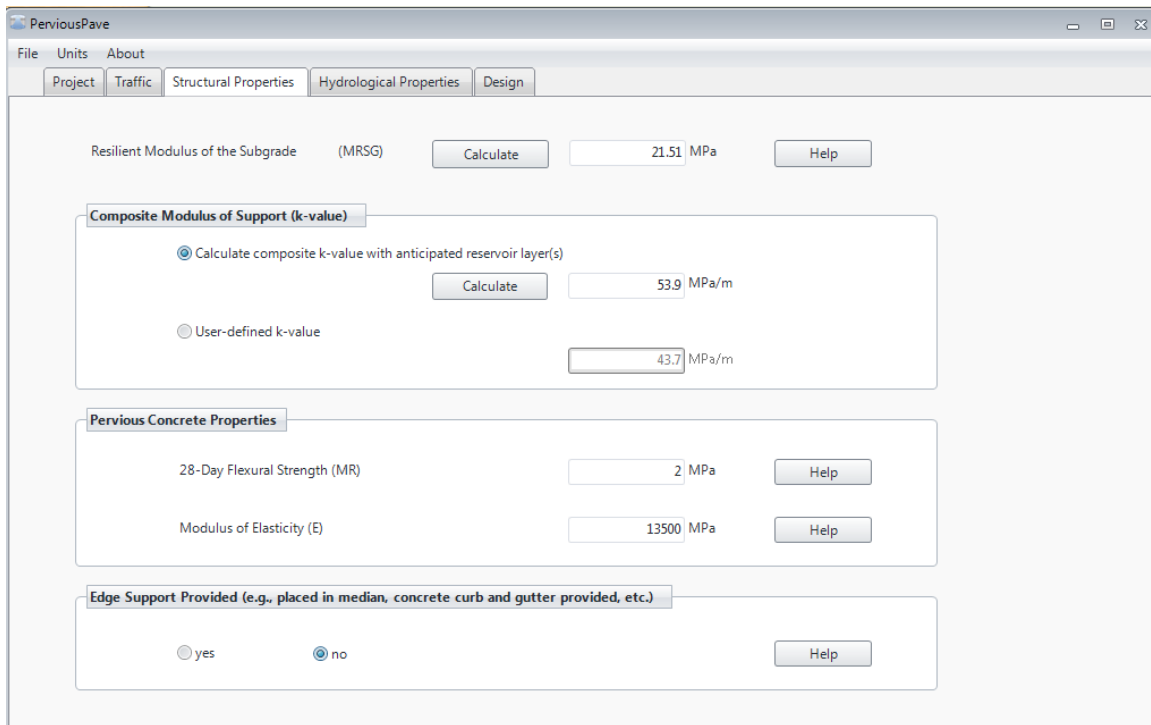 PerviousPave
File Units About
Project Traffic Structural Properties Hydrological Properties Design
Resilient Modulus of the Subgrade (MRSG) Calculate 21.51 MPa Help
Composite Modulus of Support (k-value)
Calculate composite k-value with anticipated reservoir layer(s)
Calculate 53.9 MPa/m
User-defined k-value
43.7 MPa/m
Pervious Concrete Properties
28-Day Flexural Strength (MR) 2 MPa Help
Modulus of Elasticity (E) 13500 MPa Help
Edge Support Provided (e.g., placed in median, concrete curb and gutter provided, etc.)
yes no Help